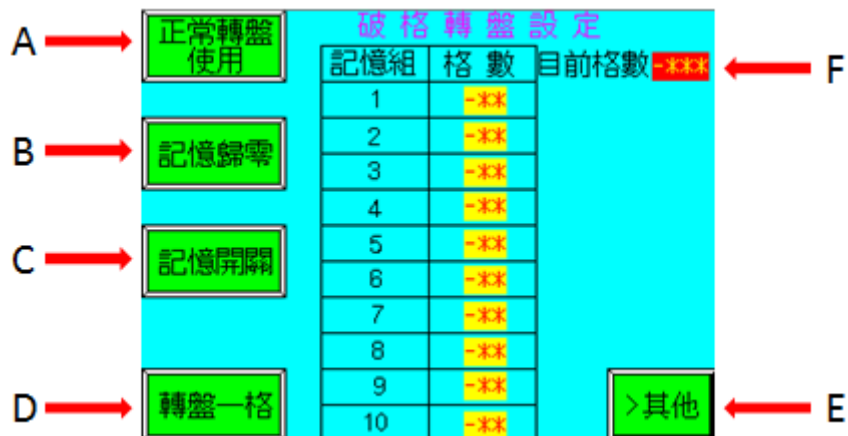 A
正常轉盤
使用
破格轉盤設定
記憶組 格數 目前格數 -***
F
1 -**
B
記憶歸零
2 -**
3 -**
4 -**
C
記憶開關
5 -**
6 -**
7 -**
8 -**
D
轉盤一格
9 -**
10 -**
>其他
E